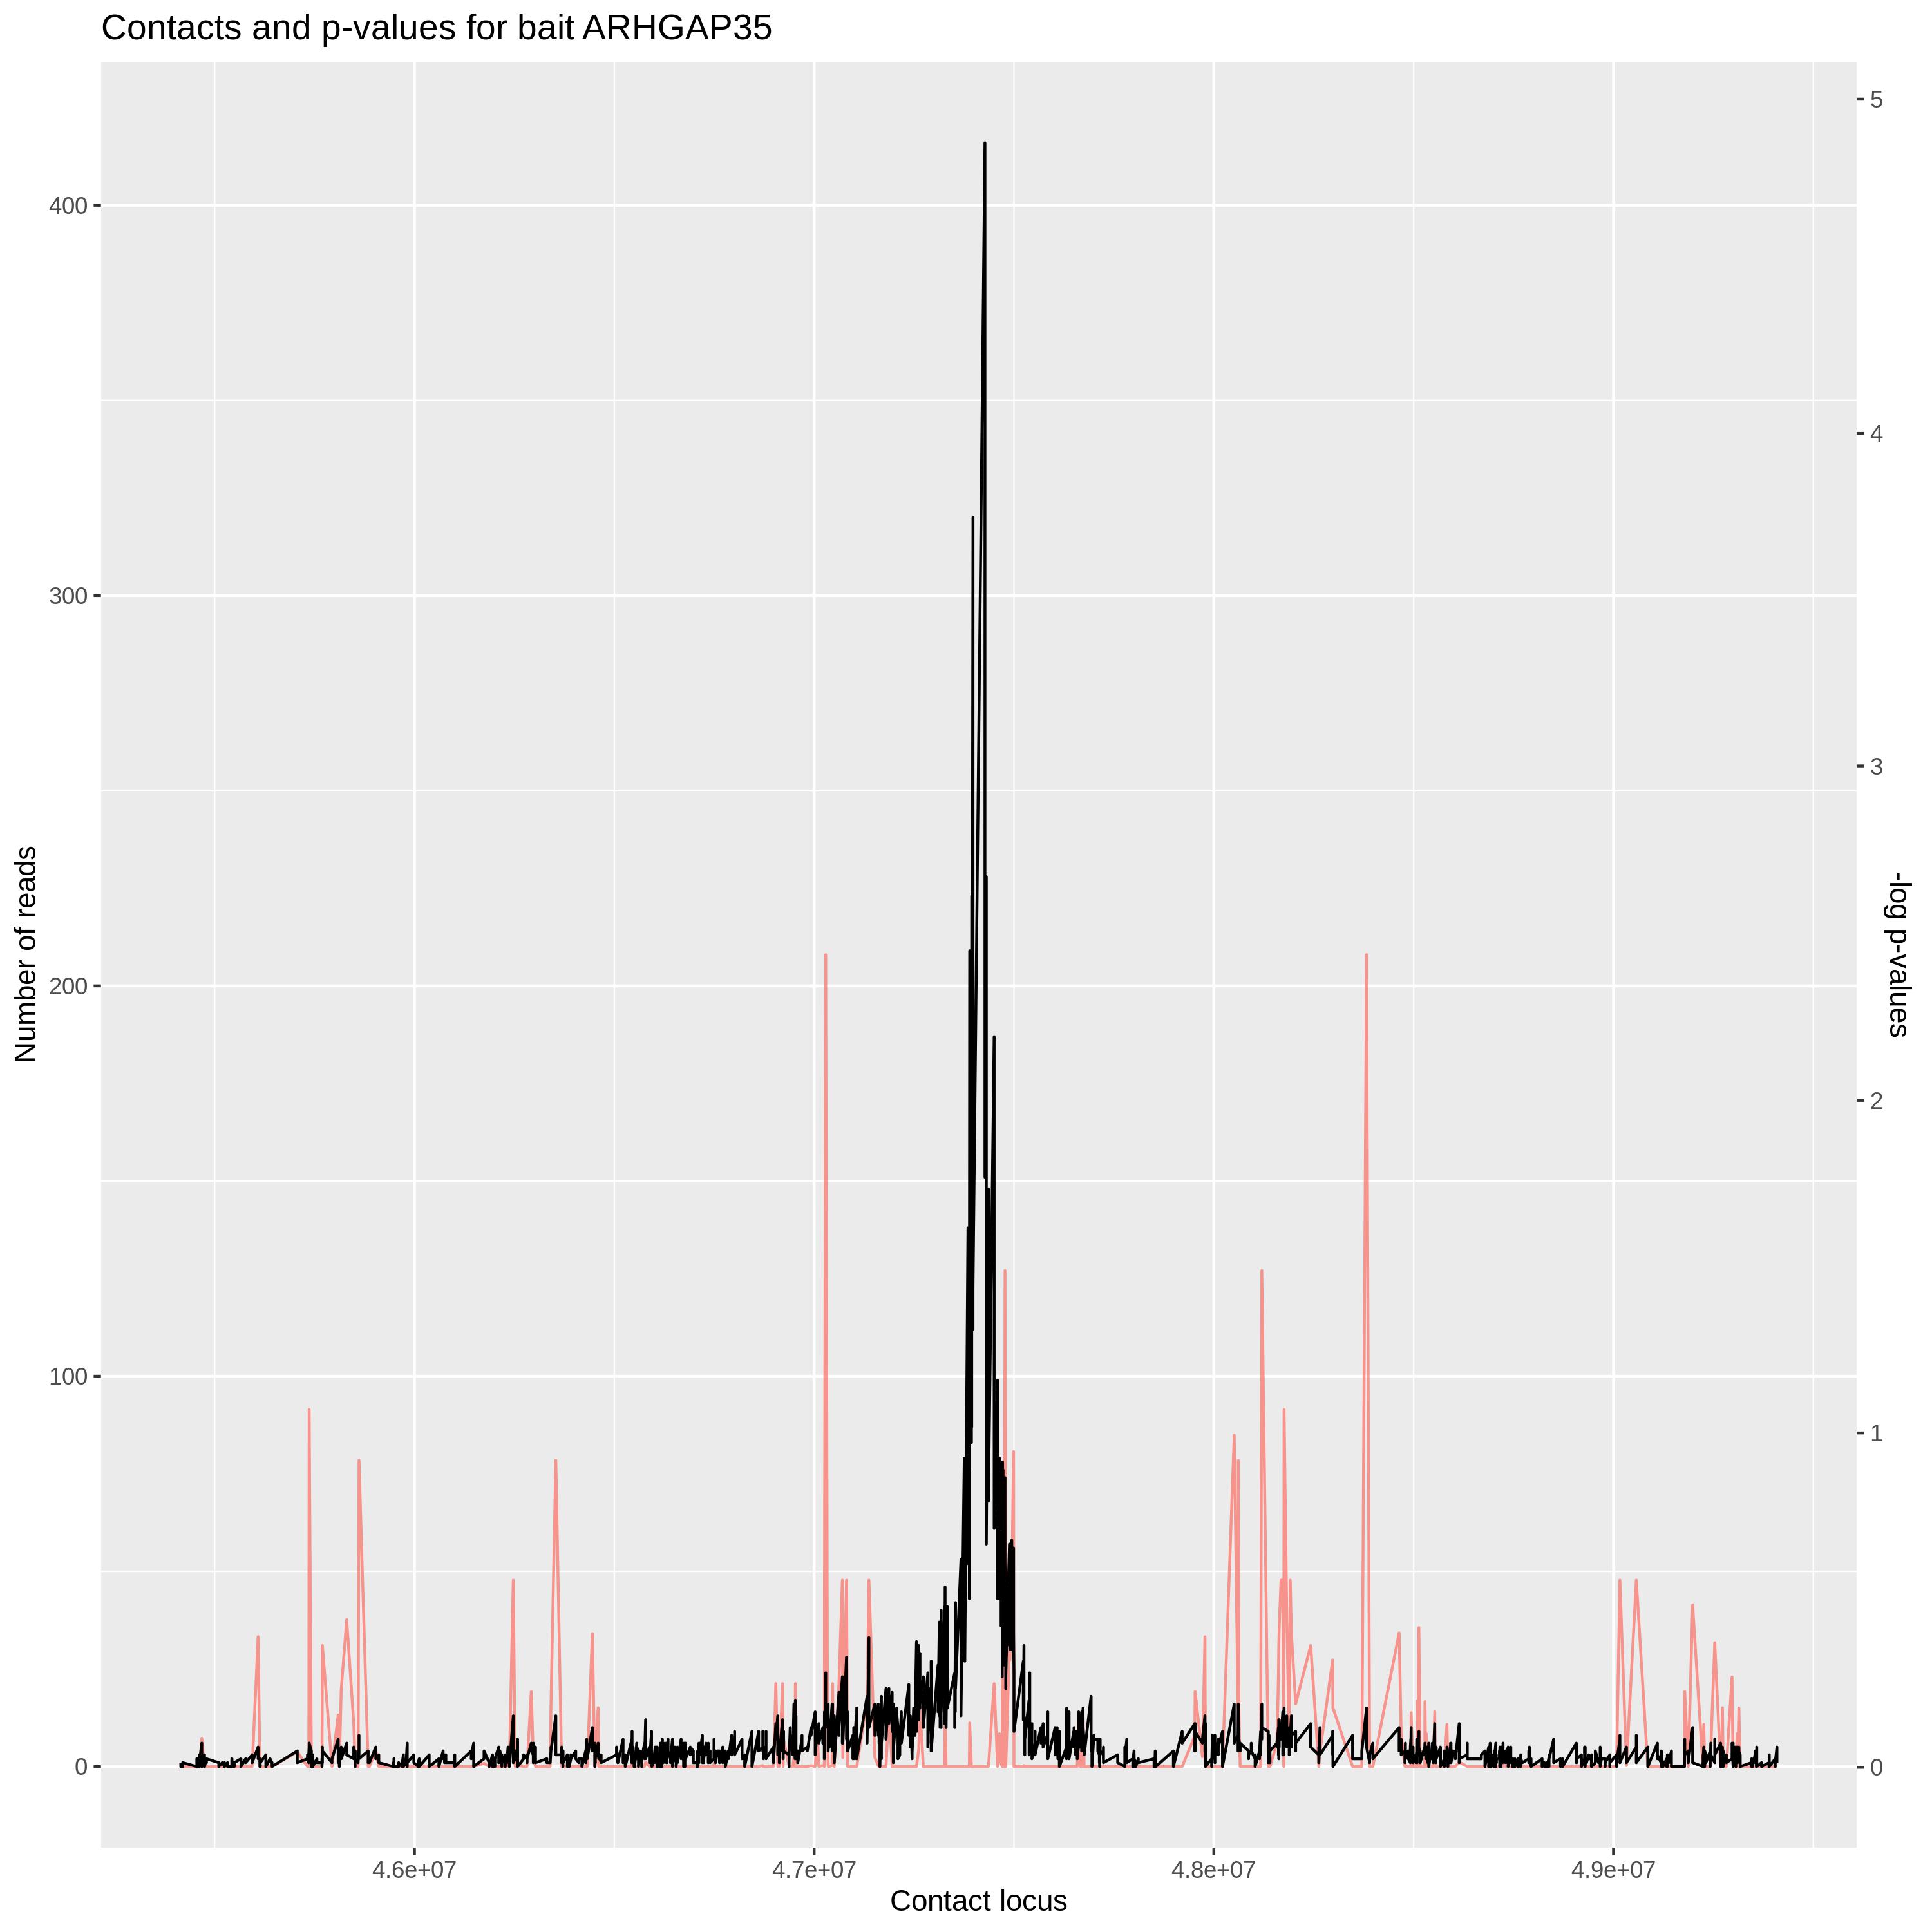 Contacts and p-values for bait ARHGAP35
Number of reads
400
300
200
100
0
5
4
3
2
1
0
-log p-values
4.6e+07 4.7e+07 4.8e+07 4.9e+07
Contact locus